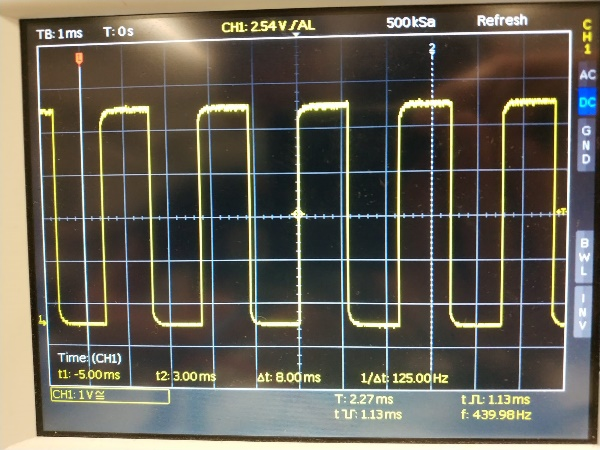 TB: 1ms T: 0s CH1: 2.54V AL 500kSa Refresh
CH1
AC
DC
GND
BWL
INV
2
T
1
Time: (CH1)
t1: -5.00ms t2: 3.00ms Δt: 8.00ms 1/Δt: 125.00Hz
CH1: 1V≅
T: 2.27ms t⎍: 1.13ms
t: 1.13ms f: 439.98Hz